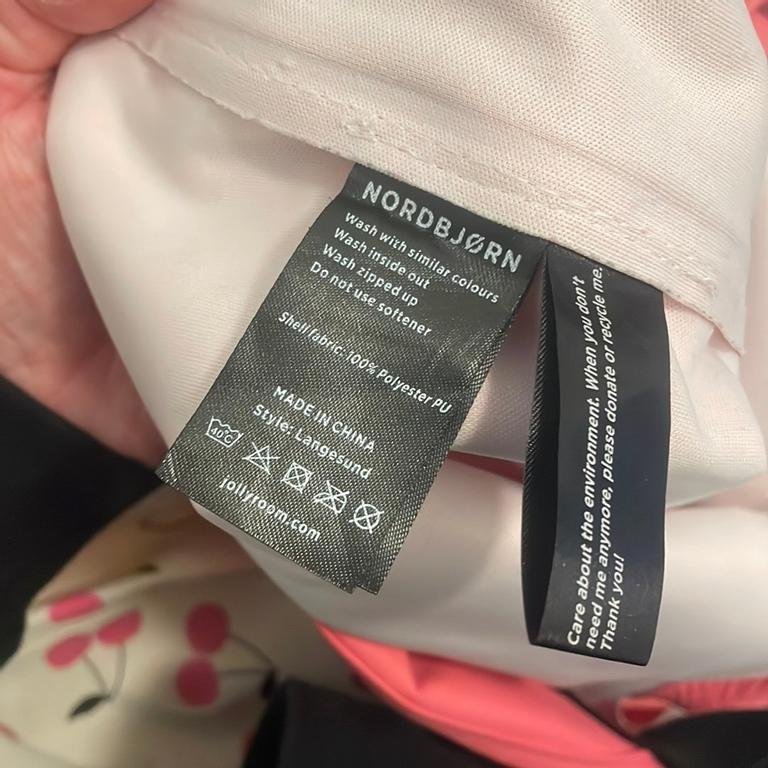 NORDBJØRN
Wash with similar colours
Wash inside out
Wash zipped up
Do not use softener
Shell fabric: 100% Polyester PU
MADE IN CHINA
Style: Langesund
40°C
jollyroom.com
Care about the environment. When you don't
need me anymore, please donate or recycle me.
Thank you!